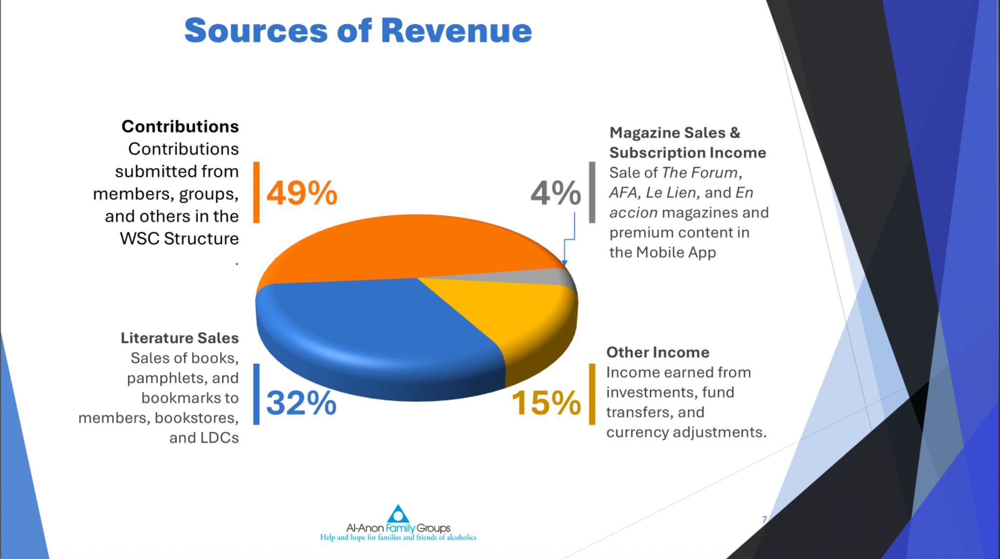 Sources of Revenue
Contributions
Contributions
submitted from
members, groups,
and others in the
WSC Structure
.
49%
4%
Magazine Sales &
Subscription Income
Sale of The Forum,
AFA, Le Lien, and En
accion magazines and
premium content in
the Mobile App
Literature Sales
Sales of books,
pamphlets, and
bookmarks to
members, bookstores,
and LDCs
32%
15%
Other Income
Income earned from
investments, fund
transfers, and
currency adjustments.
Al-Anon Family Groups
Help and hope for families and friends of alcoholics
7